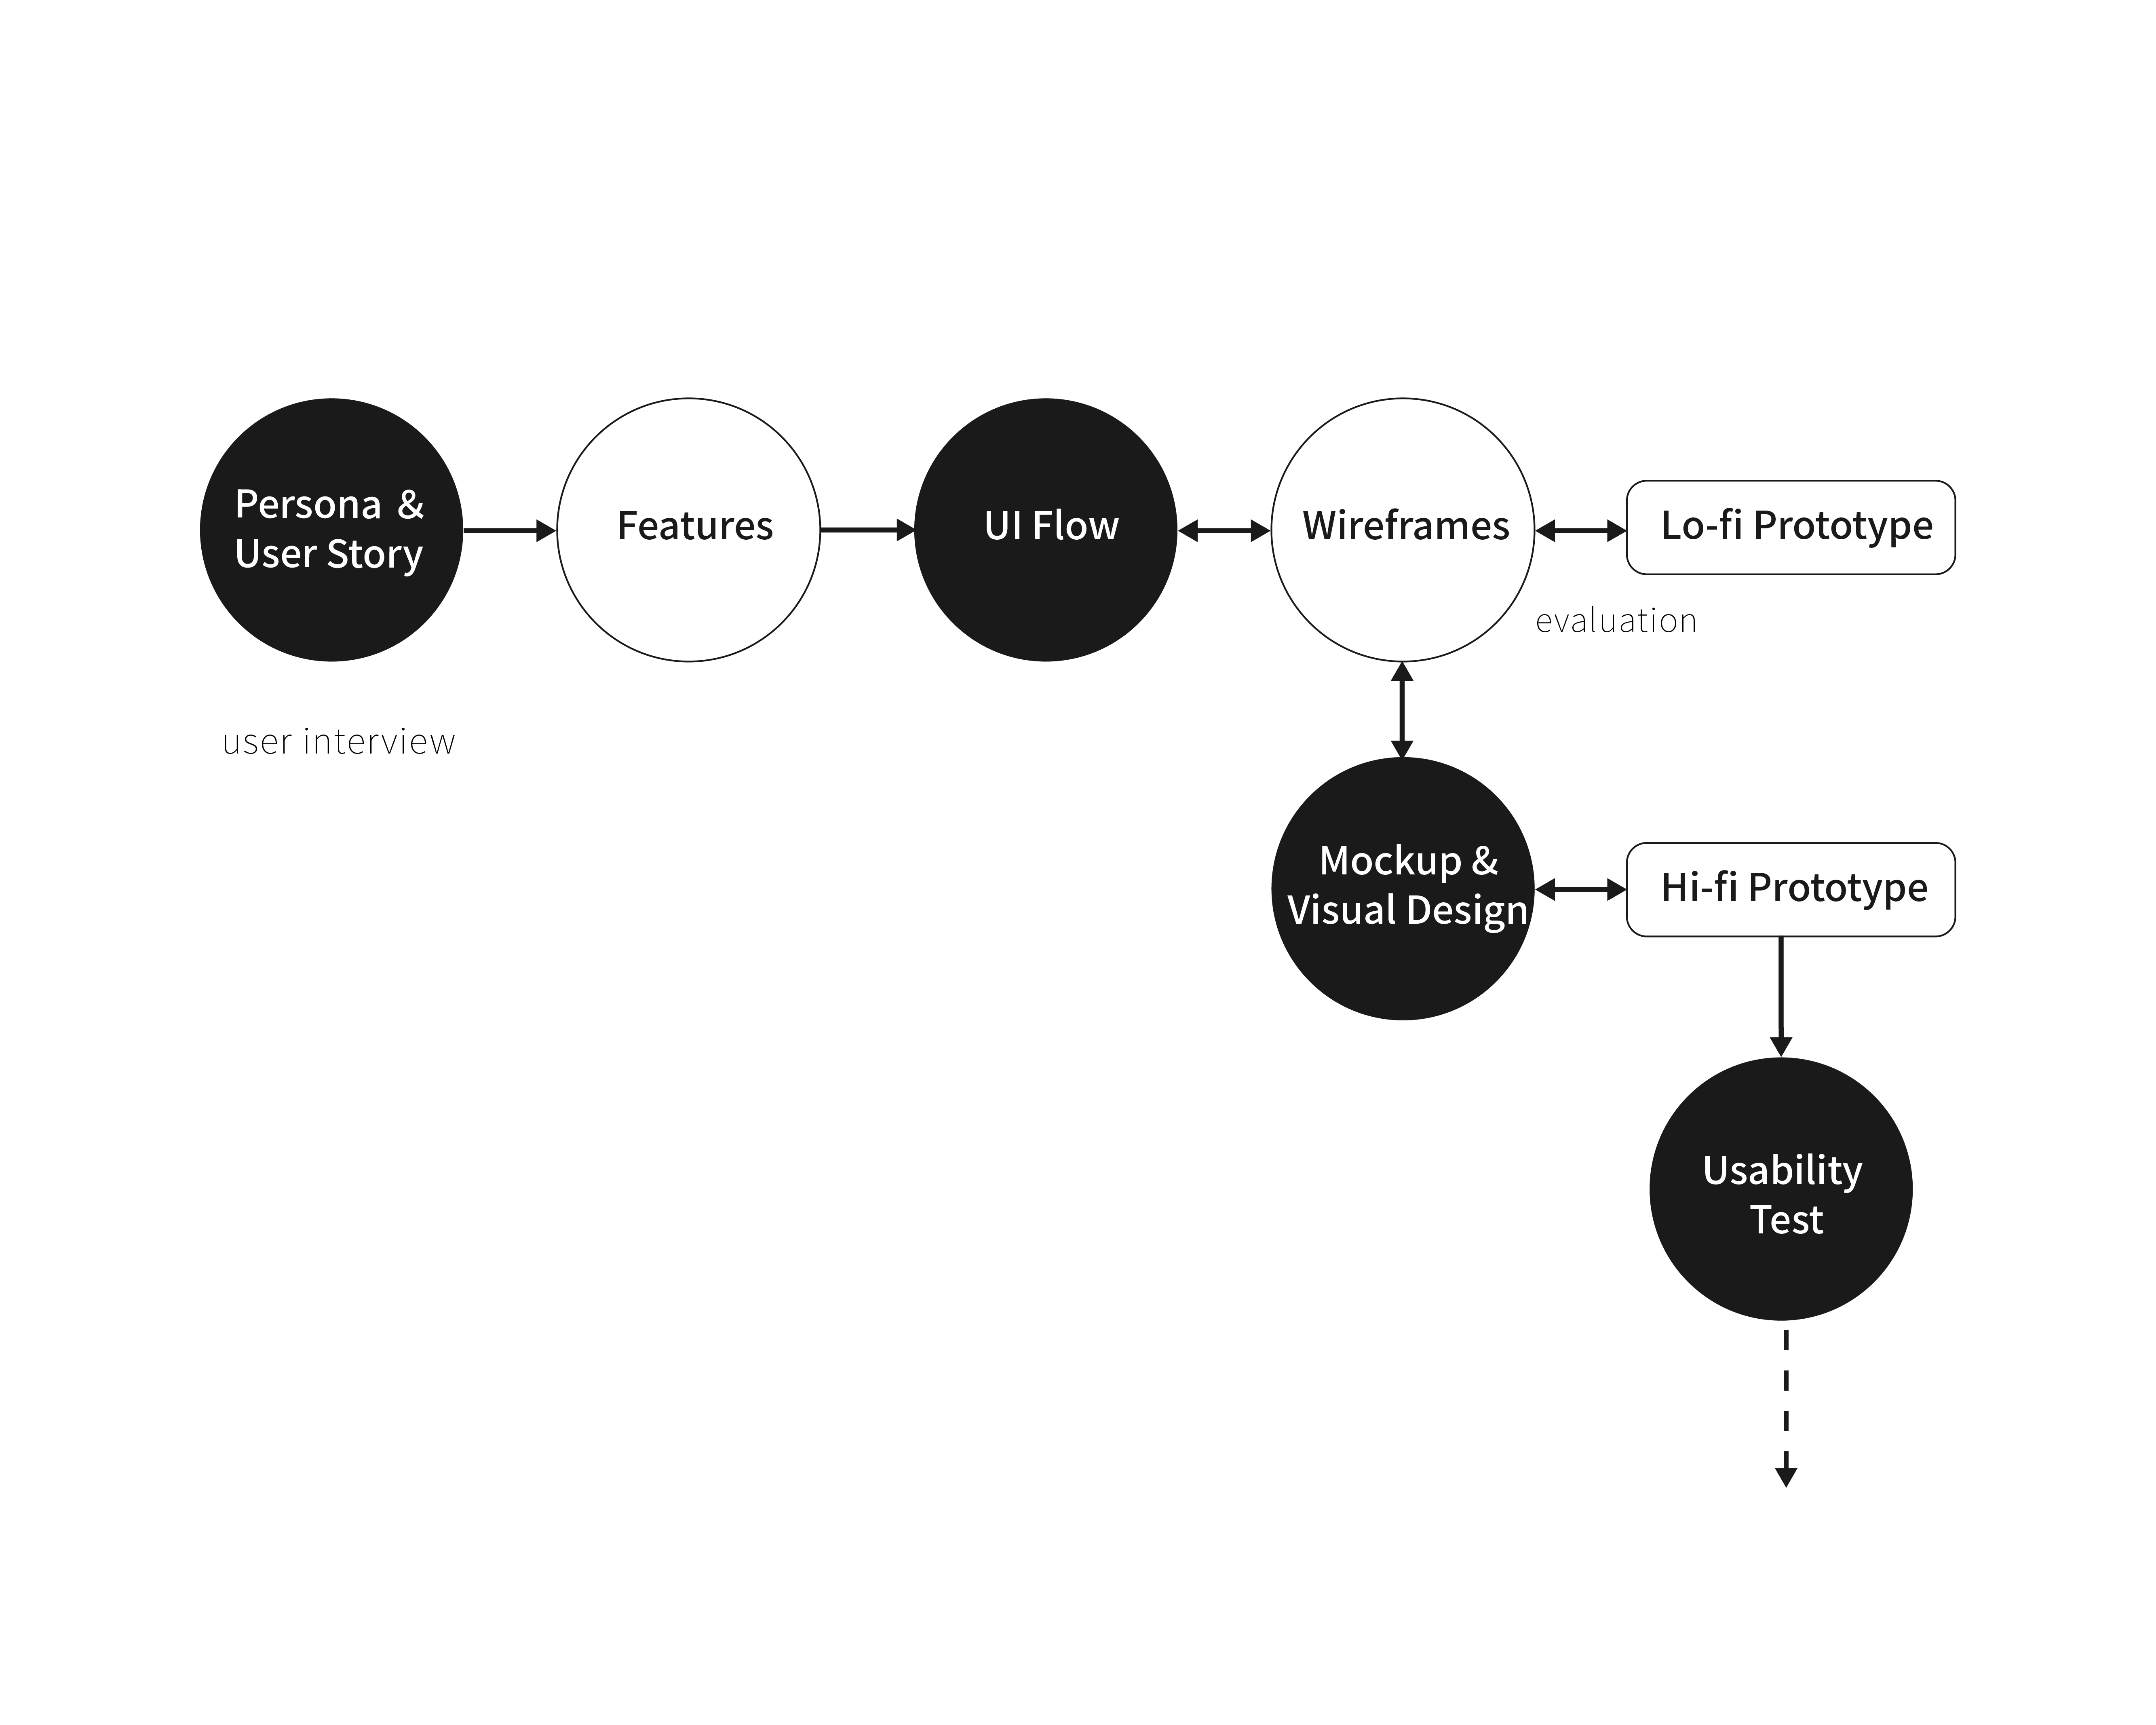 Persona &
User Story
Features
UI Flow
Wireframes
Lo-fi Prototype
evaluation
user interview
Mockup &
Visual Design
Hi-fi Prototype
Usability
Test